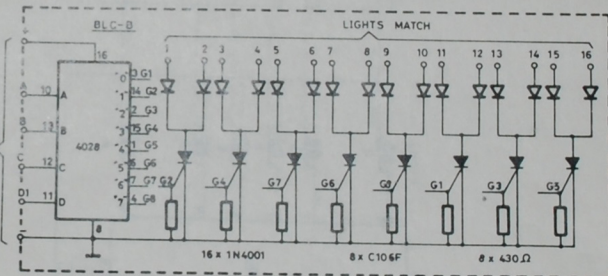 BLC-B
LIGHTS MATCH
1 2 3 4 5 6 7 8 9 10 11 12 13 14 15 16
+
16
"0 3 G1
A 10 A
"1 14 G2
"2 2 G3
B 13 B
4028
"3 15 G4
"4 1 G5
C 12 C
"5 6 G6
"6 7 G7
D1 11 D
"7 4 G8
G2 G4 G7 G6 G8 G1 G3 G5
8
-
16 x 1N4001
8 x C106F
8 x 430Ω